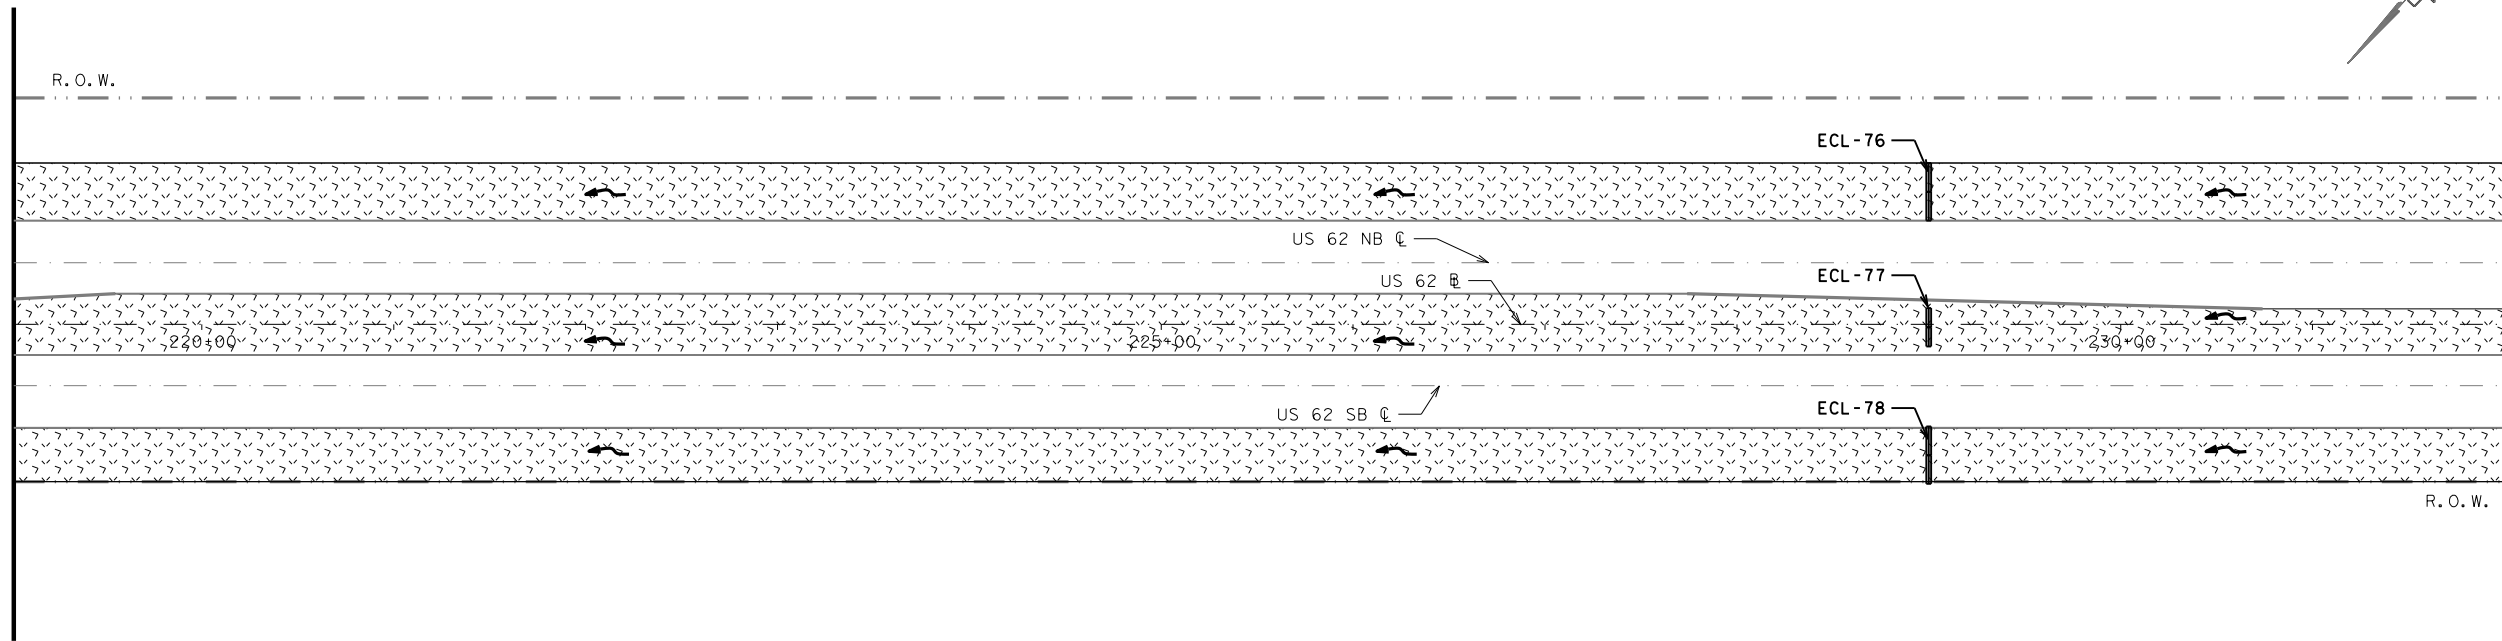 R.O.W.
ECL-76
US 62 NB ℄
ECL-77
US 62 B
220+00
225+00
230+00
ECL-78
US 62 SB ℄
R.O.W.